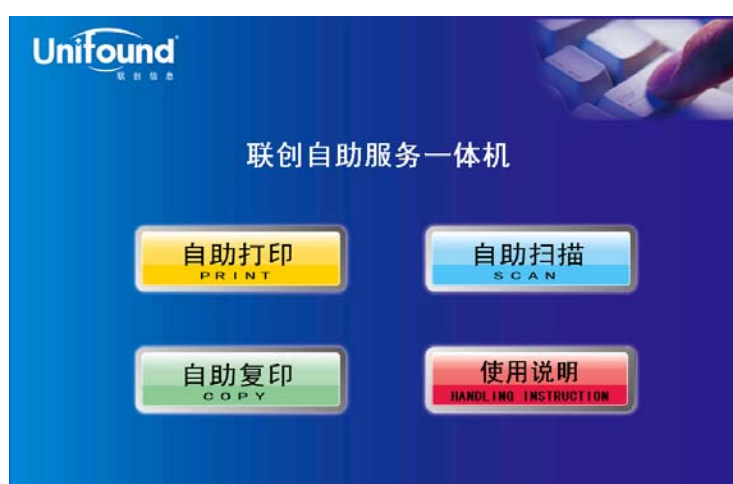 Unifound
联创信息
联创自助服务一体机
自助打印
PRINT
自助扫描
SCAN
自助复印
COPY
使用说明
HANDLING INSTRUCTION